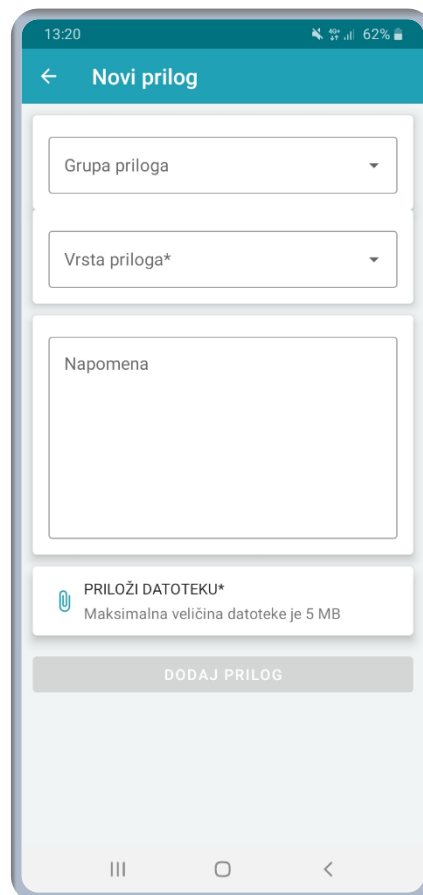 13:20
4G+ 62%
Novi prilog
Grupa priloga
Vrsta priloga*
Napomena
PRILOŽI DATOTEKU*
Maksimalna veličina datoteke je 5 MB
DODAJ PRILOG